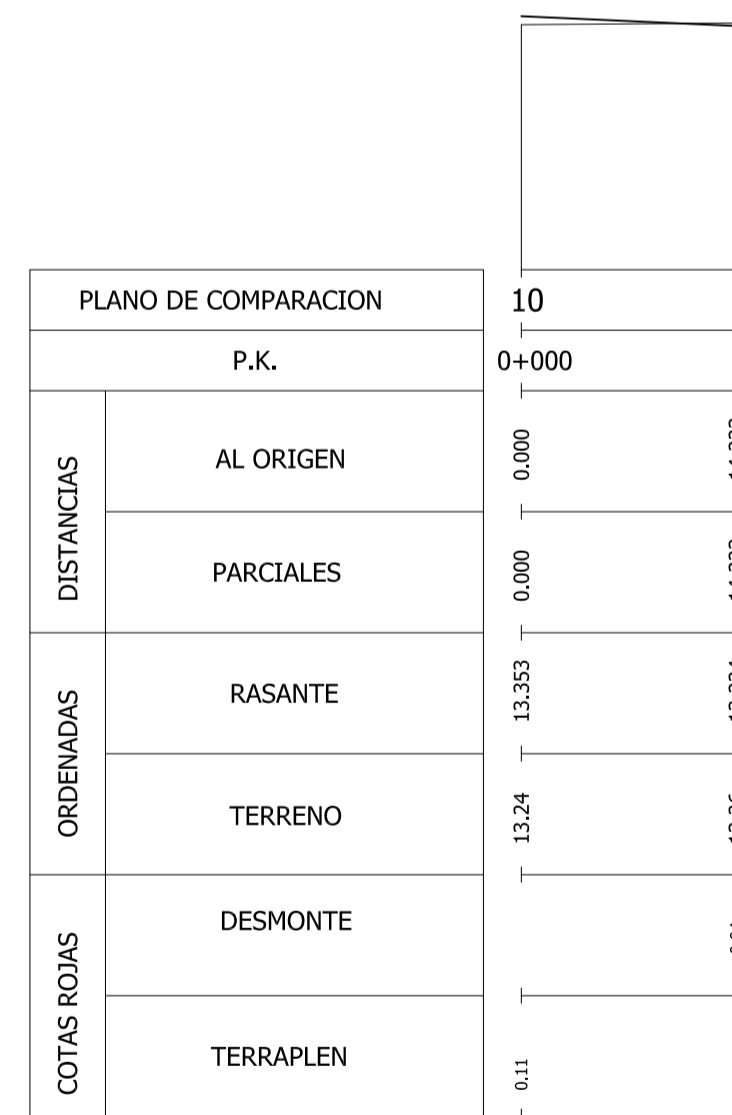 PLANO DE COMPARACION 10
P.K. 0+000
DISTANCIAS
AL ORIGEN 0.000
PARCIALES 0.000
ORDENADAS
RASANTE 13.353
TERRENO 13.24
COTAS ROJAS
DESMONTE
TERRAPLEN 0.11